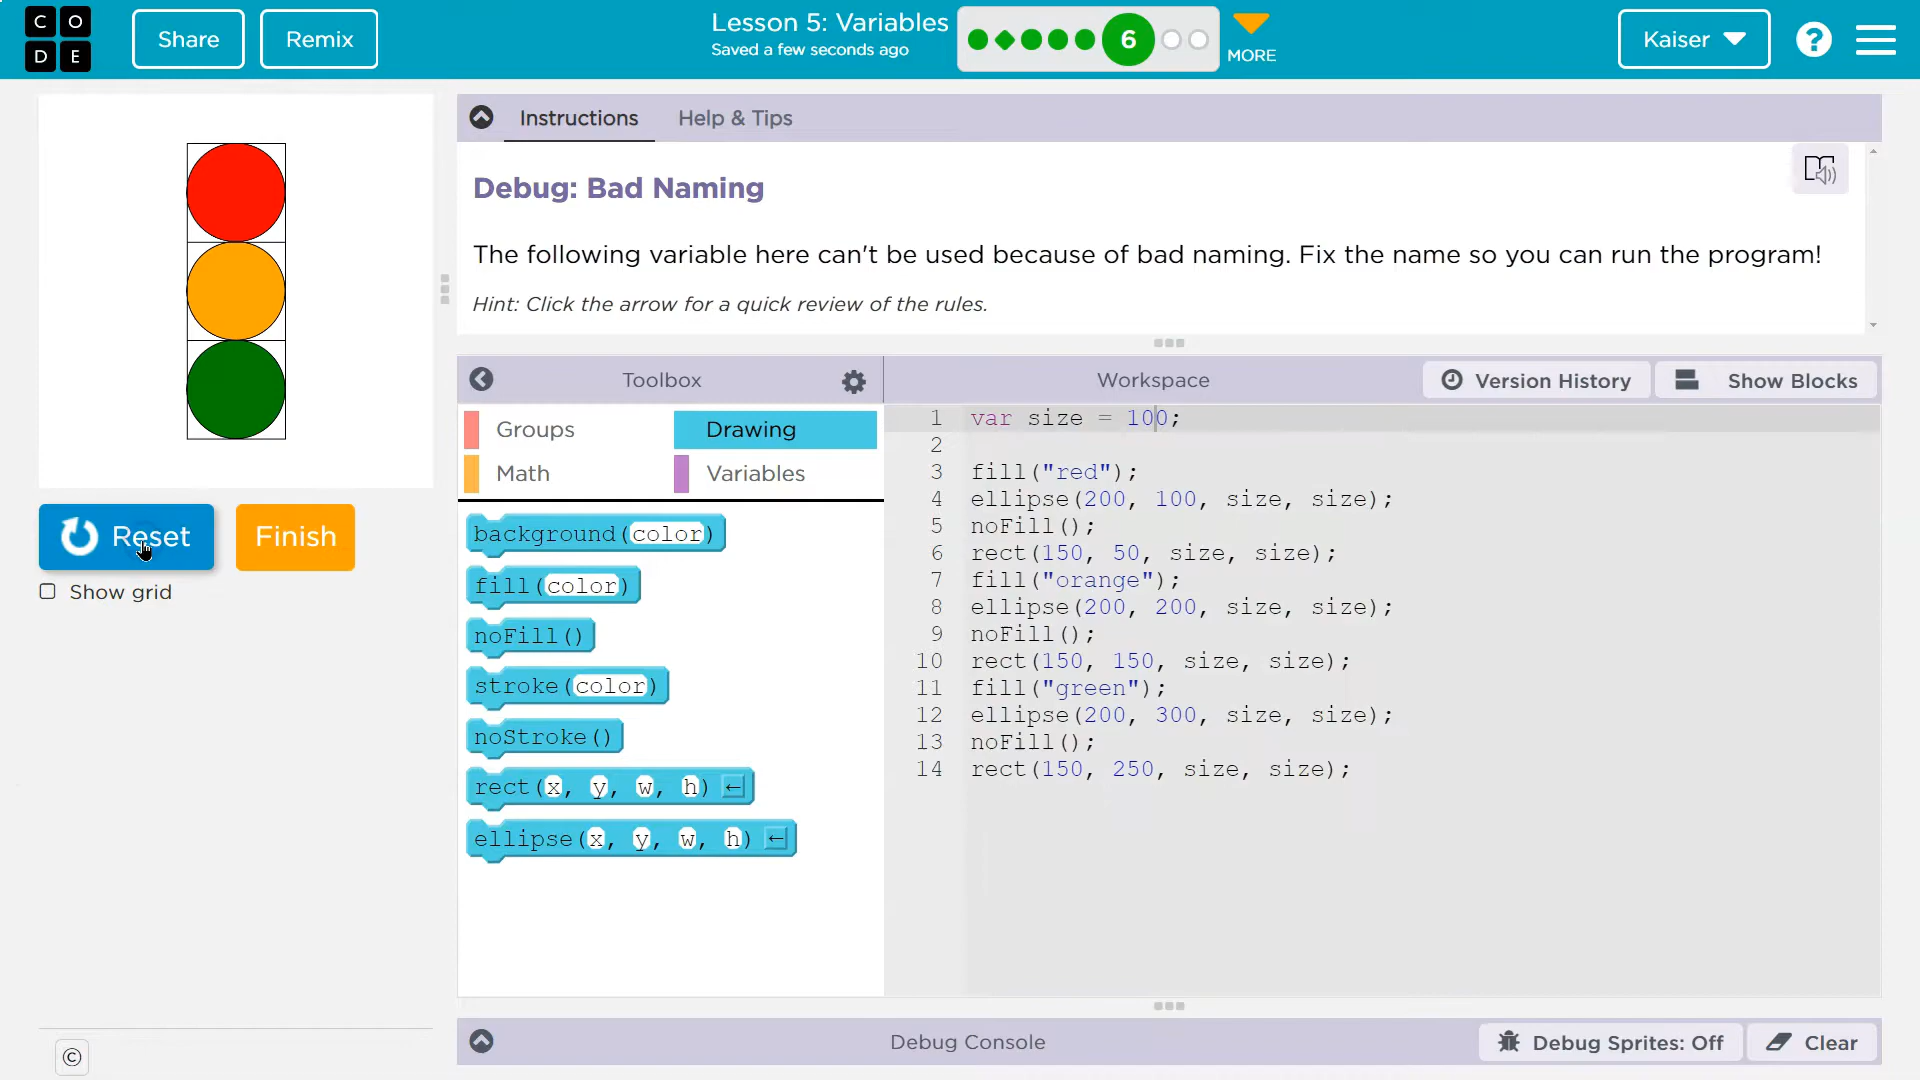 CODE
Share
Remix
Lesson 5: Variables
Saved a few seconds ago
6
MORE
Kaiser
?
Instructions
Help & Tips
Debug: Bad Naming
The following variable here can't be used because of bad naming. Fix the name so you can run the program!
Hint: Click the arrow for a quick review of the rules.
Reset
Finish
Show grid
©
Toolbox
Groups
Drawing
Math
Variables
background(color)
fill(color)
noFill()
stroke(color)
noStroke()
rect(x, y, w, h) ←
ellipse(x, y, w, h) ←
Workspace
Version History
Show Blocks
1 var size = 100;
2
3 fill("red");
4 ellipse(200, 100, size, size);
5 noFill();
6 rect(150, 50, size, size);
7 fill("orange");
8 ellipse(200, 200, size, size);
9 noFill();
10 rect(150, 150, size, size);
11 fill("green");
12 ellipse(200, 300, size, size);
13 noFill();
14 rect(150, 250, size, size);
Debug Console
Debug Sprites: Off
Clear